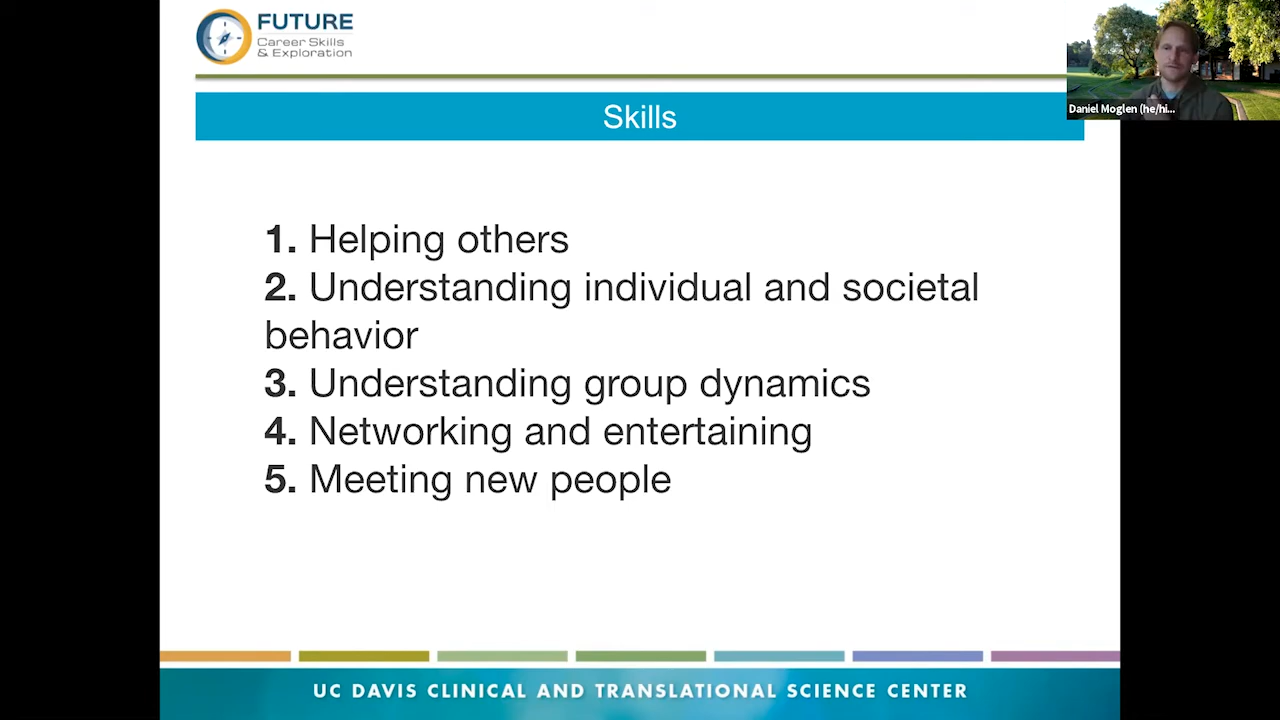 FUTURE
Career Skills
& Exploration
Daniel Moglen (he/hi...
Skills
1. Helping others
2. Understanding individual and societal
behavior
3. Understanding group dynamics
4. Networking and entertaining
5. Meeting new people
UC DAVIS CLINICAL AND TRANSLATIONAL SCIENCE CENTER